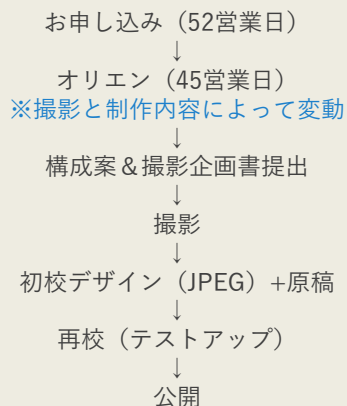 お申し込み（52営業日）
↓
オリエン（45営業日）
※撮影と制作内容によって変動
↓
構成案＆撮影企画書提出
↓
撮影
↓
初校デザイン（JPEG）+原稿
↓
再校（テストアップ）
↓
公開